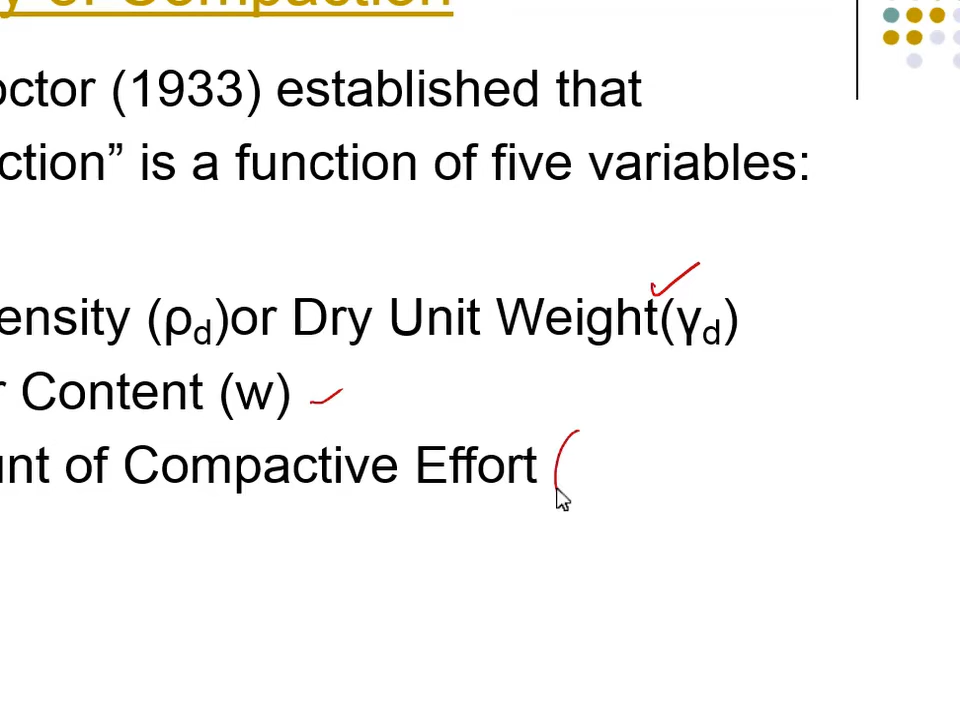 y of Compaction
octor (1933) established that
ction” is a function of five variables:
ensity (ρd)or Dry Unit Weight(γd)
r Content (w)
unt of Compactive Effort